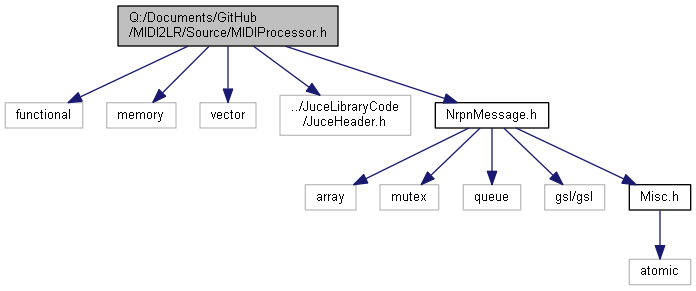 Q:/Documents/GitHub
/MIDI2LR/Source/MIDIProcessor.h
functional
memory
vector
../JuceLibraryCode
/JuceHeader.h
NrpnMessage.h
array
mutex
queue
gsl/gsl
Misc.h
atomic